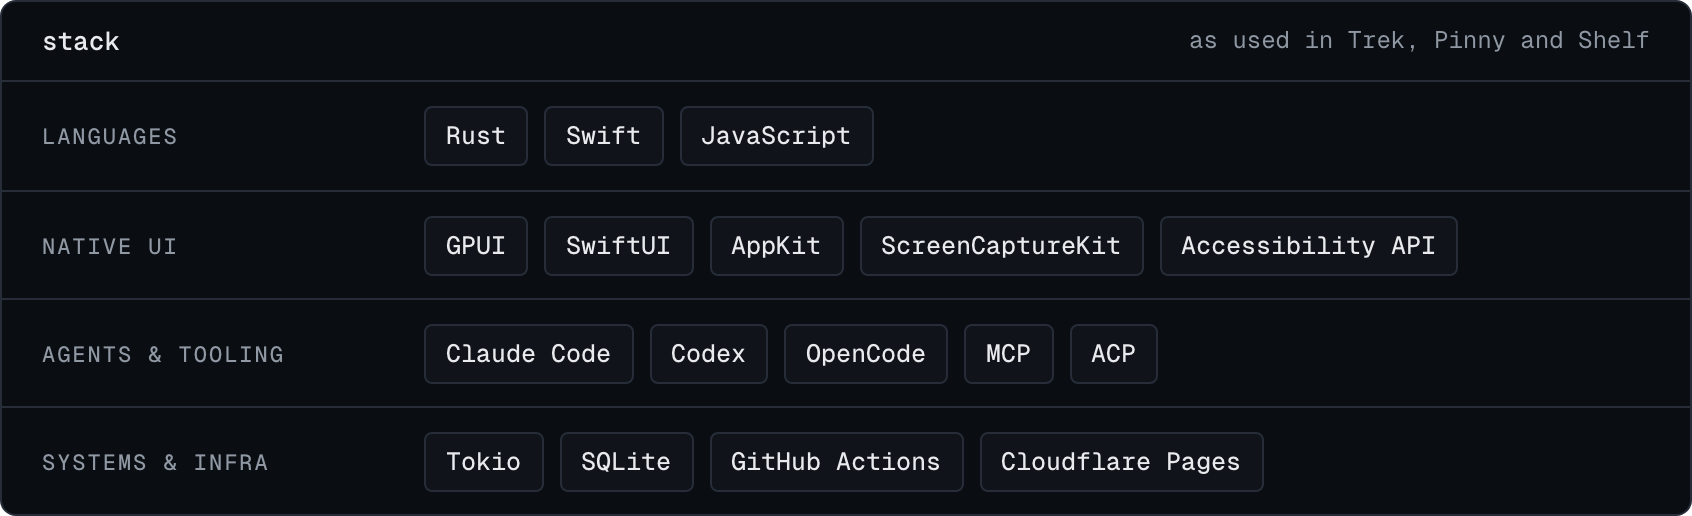 stack
as used in Trek, Pinny and Shelf
LANGUAGES
Rust Swift JavaScript
NATIVE UI
GPUI SwiftUI AppKit ScreenCaptureKit Accessibility API
AGENTS & TOOLING
Claude Code Codex OpenCode MCP ACP
SYSTEMS & INFRA
Tokio SQLite GitHub Actions Cloudflare Pages